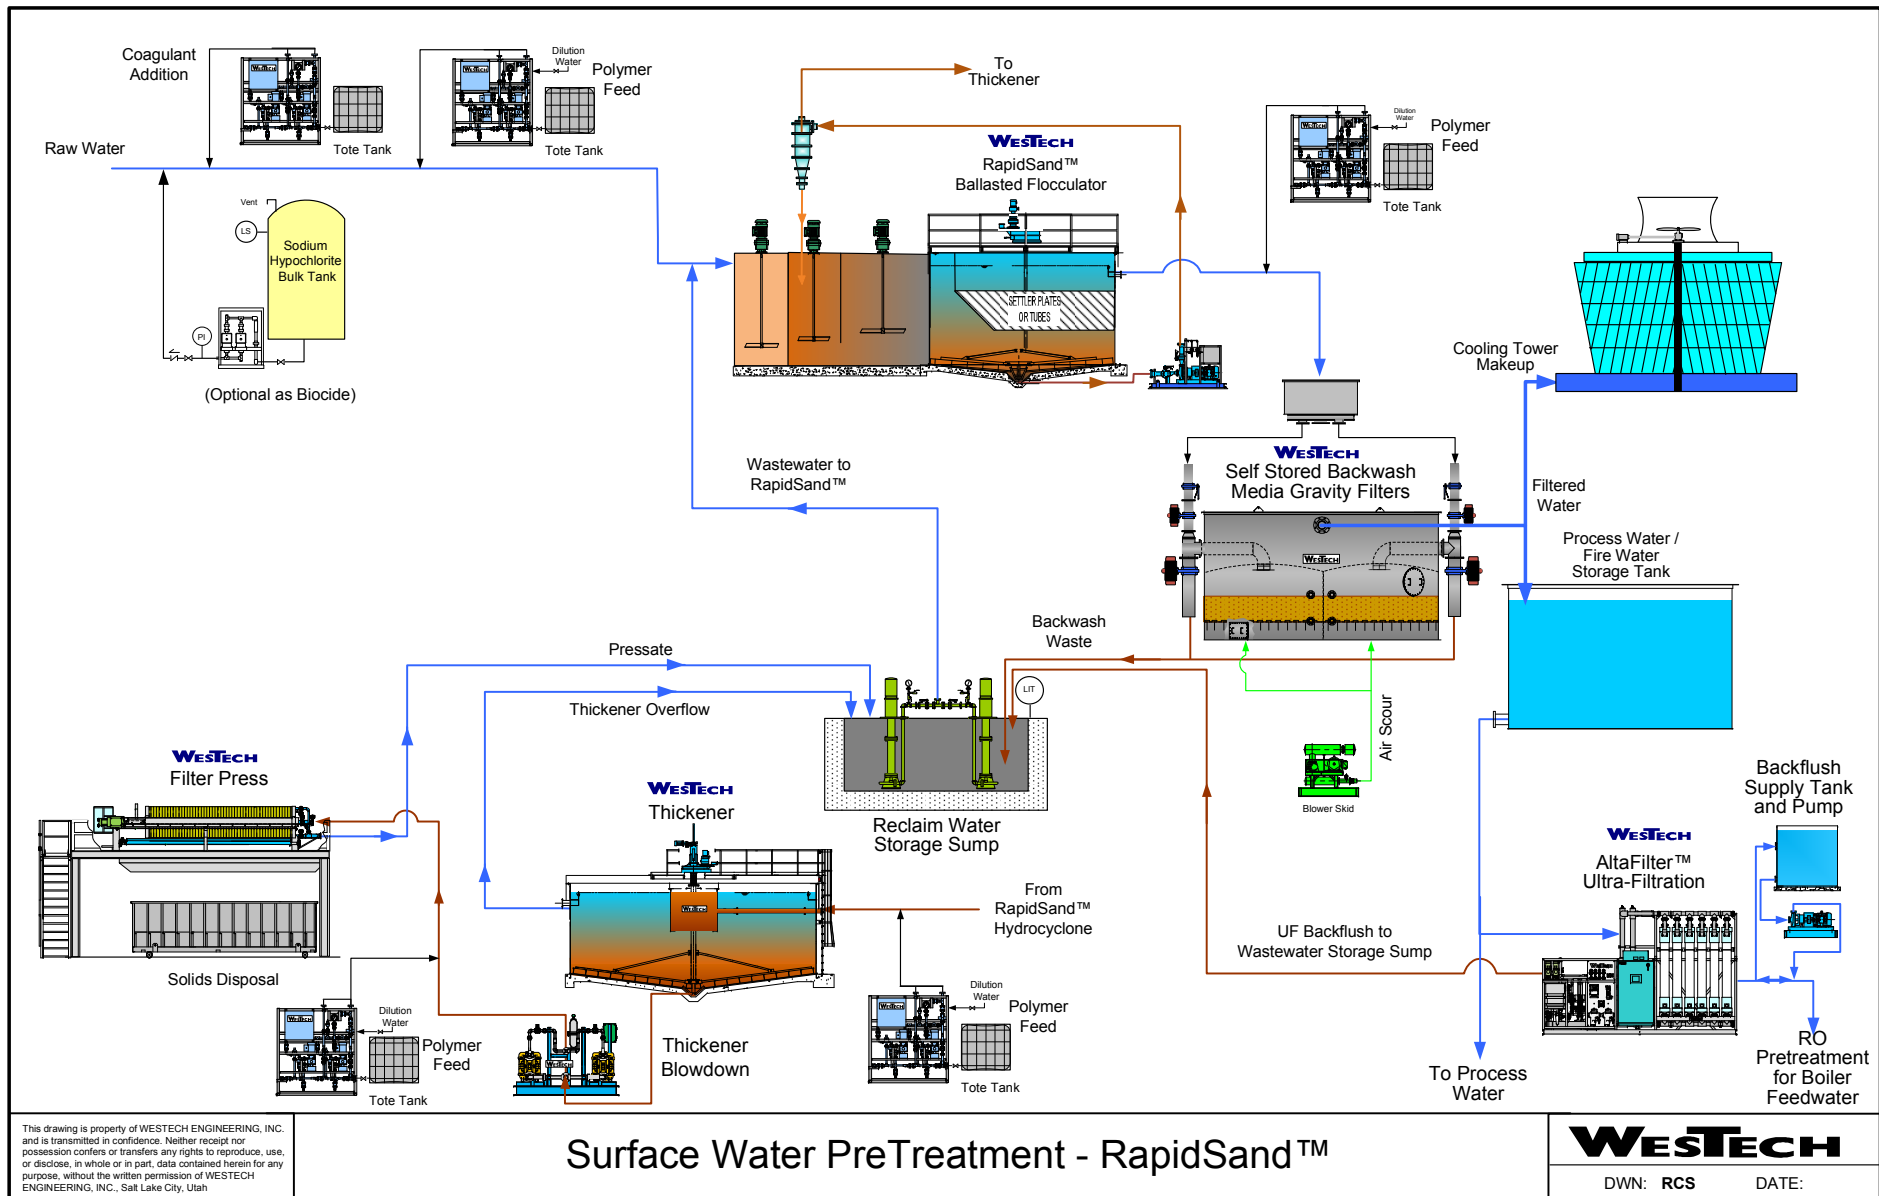 Coagulant
Addition
WESTECH
Tote Tank
WESTECH
Dilution
Water
Polymer
Feed
Tote Tank
To
Thickener
WESTECH
RapidSand™
Ballasted Flocculator
WESTECH
Dilution
Water
Polymer
Feed
Tote Tank
Raw Water
Vent
LS
Sodium
Hypochlorite
Bulk Tank
PI
(Optional as Biocide)
SETTLER PLATES
OR TUBES
Cooling Tower
Makeup
Wastewater to
RapidSand™
WESTECH
Self Stored Backwash
Media Gravity Filters
WESTECH
Filtered
Water
Process Water /
Fire Water
Storage Tank
Backwash
Waste
Pressate
Thickener Overflow
LIT
Air Scour
Blower Skid
WESTECH
Filter Press
WESTECH
Thickener
WESTECH
Reclaim Water
Storage Sump
Backflush
Supply Tank
and Pump
WESTECH
AltaFilter™
Ultra-Filtration
WESTECH
From
RapidSand™
Hydrocyclone
UF Backflush to
Wastewater Storage Sump
Solids Disposal
WESTECH
Dilution
Water
Polymer
Feed
Tote Tank
WESTECH
Thickener
Blowdown
WESTECH
Dilution
Water
Polymer
Feed
Tote Tank
To Process
Water
RO
Pretreatment
for Boiler
Feedwater
This drawing is property of WESTECH ENGINEERING, INC.
and is transmitted in confidence. Neither receipt nor
possession confers or transfers any rights to reproduce, use,
or disclose, in whole or in part, data contained herein for any
purpose, without the written permission of WESTECH
ENGINEERING, INC., Salt Lake City, Utah
Surface Water PreTreatment - RapidSand™
WESTECH
DWN: RCS DATE: